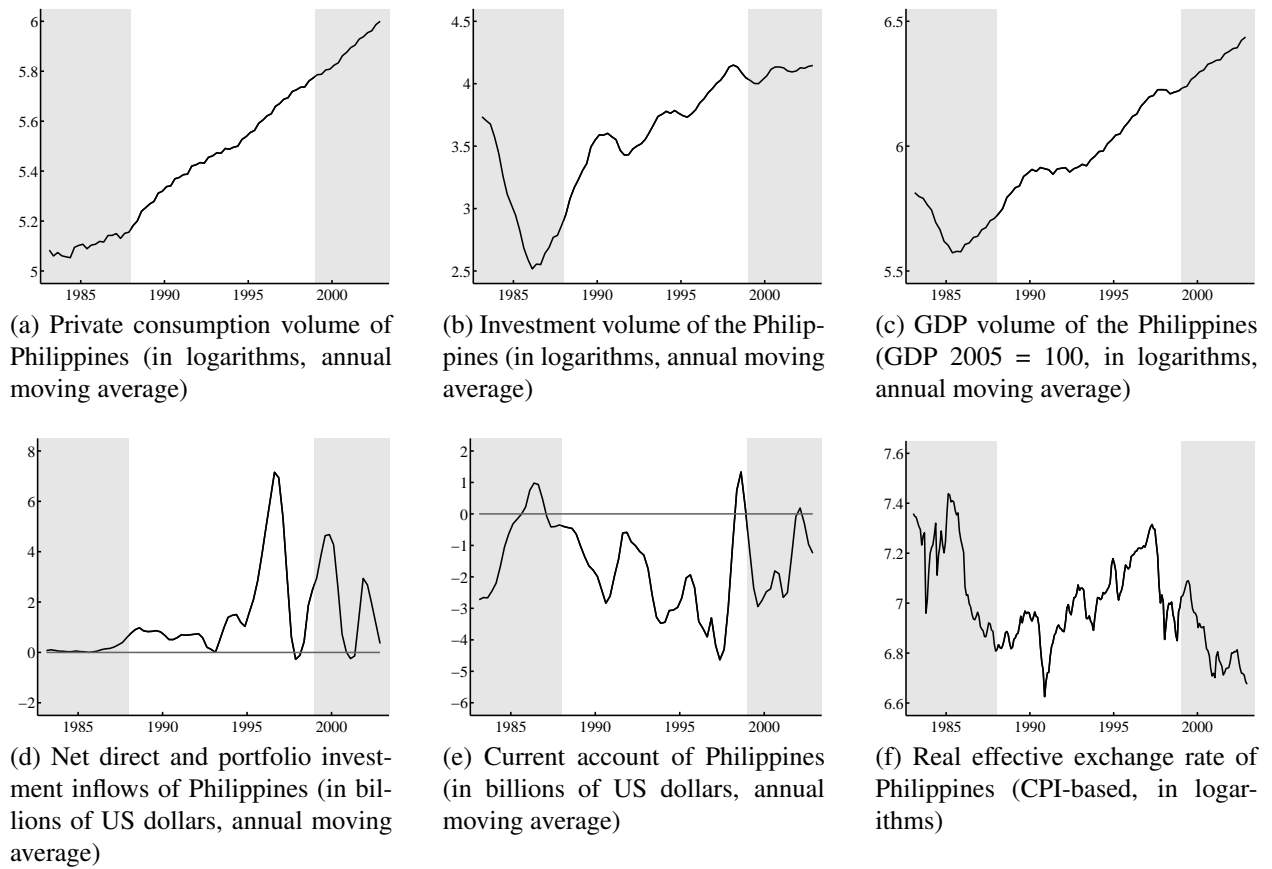 6
5.8
5.6
5.4
5.2
5
1985 1990 1995 2000
4.5
4
3.5
3
2.5
1985 1990 1995 2000
6.5
6
5.5
1985 1990 1995 2000
(a) Private consumption volume of
Philippines (in logarithms, annual
moving average)
(b) Investment volume of the Philip-
pines (in logarithms, annual moving
average)
(c) GDP volume of the Philippines
(GDP 2005 = 100, in logarithms,
annual moving average)
8
6
4
2
0
−2
1985 1990 1995 2000
2
1
0
−1
−2
−3
−4
−5
−6
1985 1990 1995 2000
7.6
7.4
7.2
7
6.8
6.6
1985 1990 1995 2000
(d) Net direct and portfolio invest-
ment inflows of Philippines (in bil-
lions of US dollars, annual moving
average)
(e) Current account of Philippines
(in billions of US dollars, annual
moving average)
(f) Real effective exchange rate of
Philippines (CPI-based, in logar-
ithms)